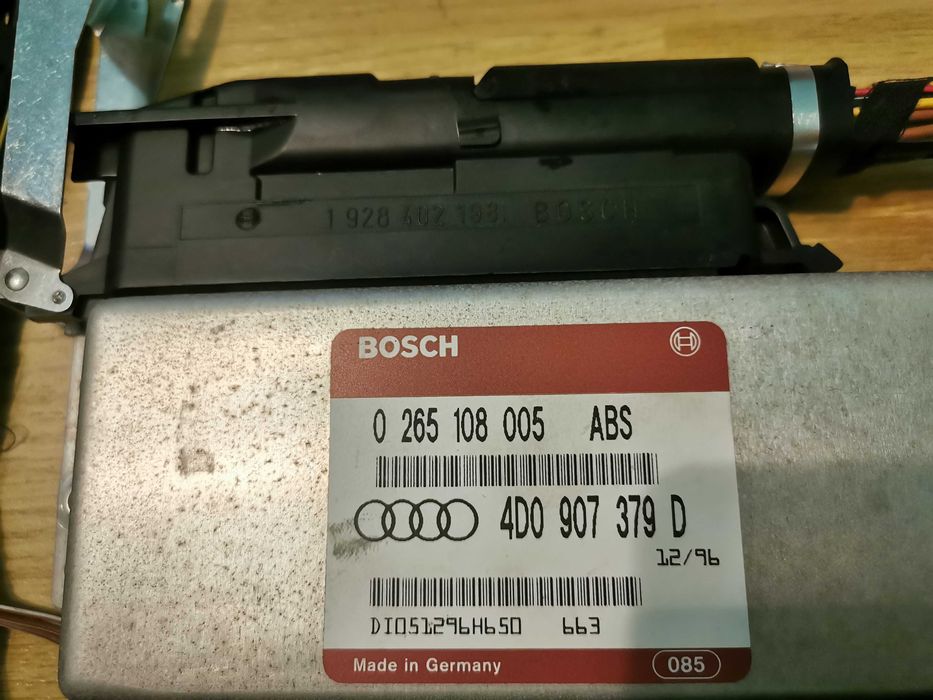 1 928 402 198. BOSCH
BOSCH
0 265 108 005 ABS
4D0 907 379 D
12/96
DI051296H650 663
Made in Germany 085